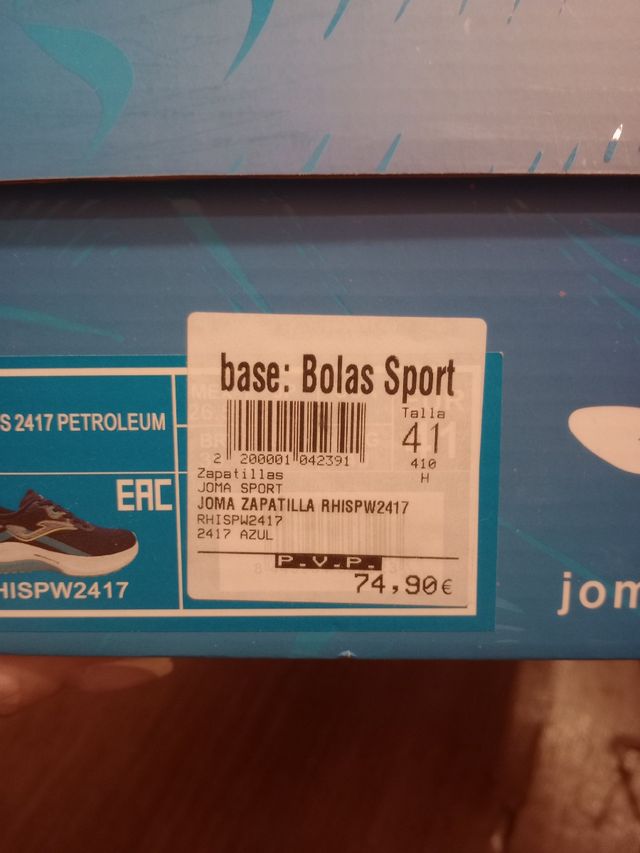 S 2417 PETROLEUM
EAC
HISPW2417
base: Bolas Sport
Talla
41
2 200001 042391
410
H
Zapatillas
JOMA SPORT
JOMA ZAPATILLA RHISPW2417
RHISPW2417
2417 AZUL
P.V.P.
74,90€
jom